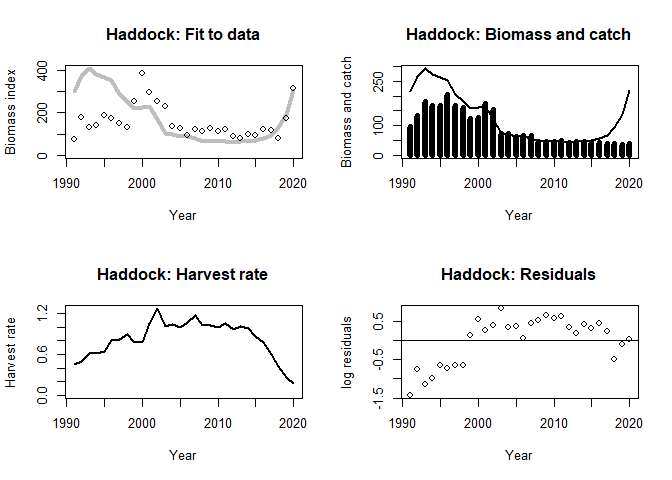 Haddock: Fit to data
Biomass index
0 200 400
1990 2000 2010 2020
Year
Haddock: Biomass and catch
Biomass and catch
0 100 250
1990 2000 2010 2020
Year
Haddock: Harvest rate
Harvest rate
0.0 0.6 1.2
1990 2000 2010 2020
Year
Haddock: Residuals
log residuals
-1.5 -0.5 0.5
1990 2000 2010 2020
Year